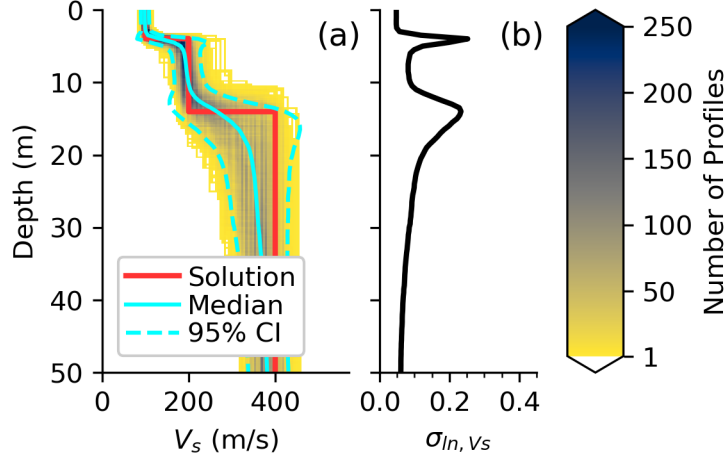 (a)
0
10
20
30
40
50
Depth (m)
Solution
Median
95% CI
0
200
400
Vs (m/s)
(b)
0.0
0.2
0.4
σln, Vs
250
200
150
100
50
1
Number of Profiles